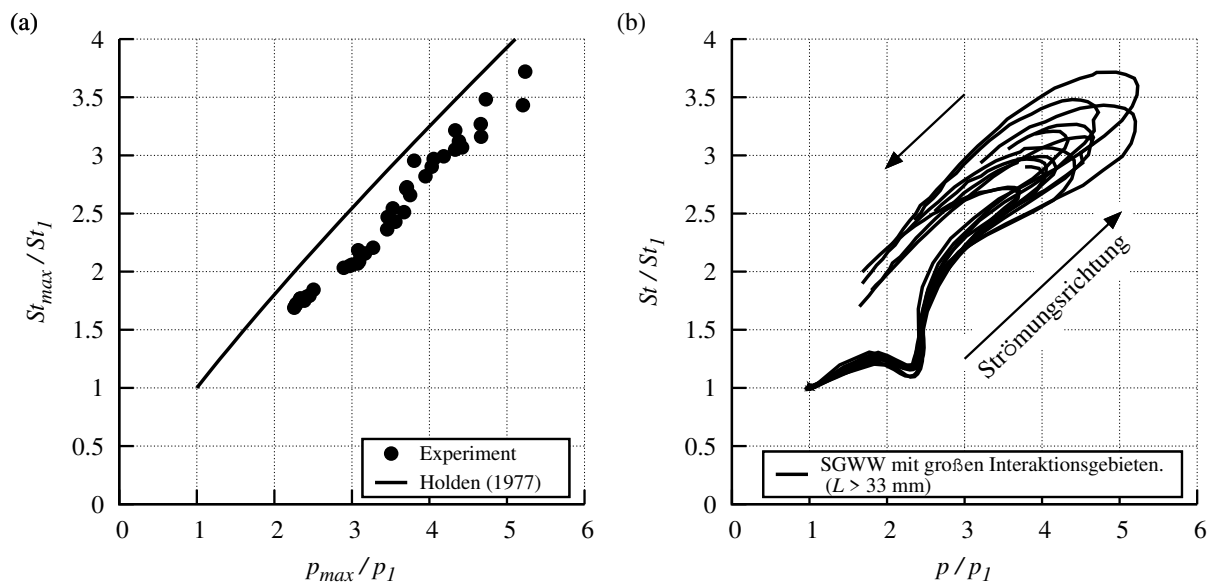 (a)
4
3.5
3
2.5
2
1.5
1
0.5
0
0 1 2 3 4 5 6
St_max / St_1
p_max / p_1
Experiment
Holden (1977)
(b)
4
3.5
3
2.5
2
1.5
1
0.5
0
0 1 2 3 4 5 6
St / St_1
p / p_1
Strömungsrichtung
SGWW mit großen Interaktionsgebieten.
(L > 33 mm)